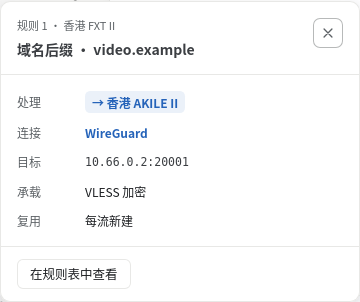 规则 1 · 香港 FXT II
域名后缀 · video.example
处理 → 香港 AKILE II
连接 WireGuard
目标 10.66.0.2:20001
承载 VLESS 加密
复用 每流新建
在规则表中查看